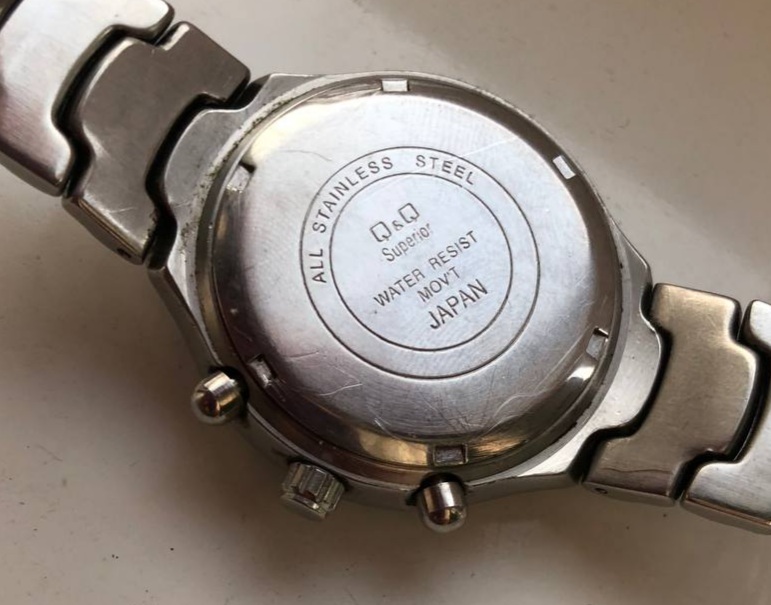 ALL STAINLESS STEEL
Q&Q
Superior
WATER RESIST
MOV'T
JAPAN